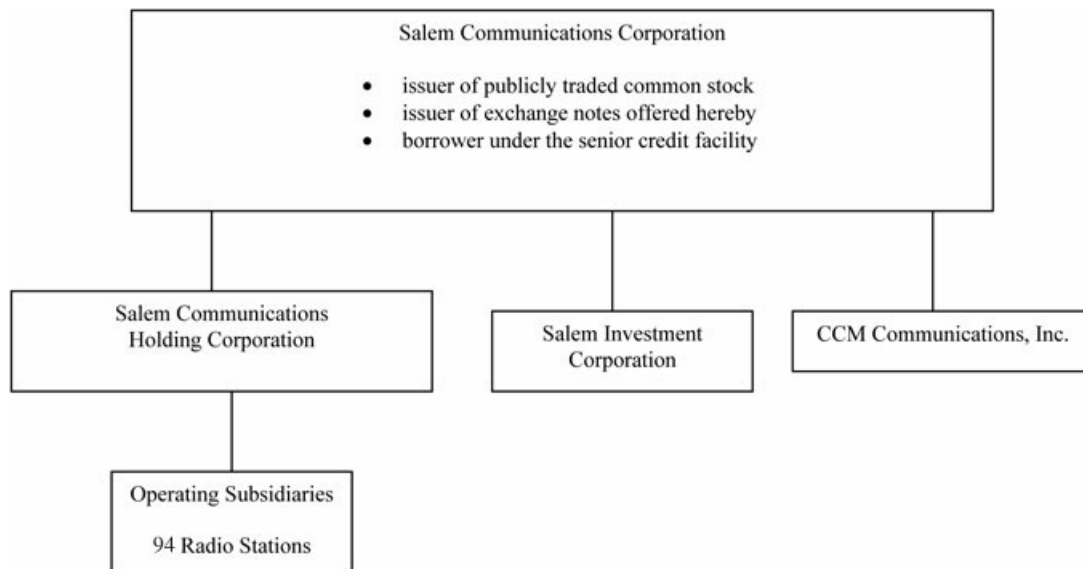 Salem Communications Corporation
• issuer of publicly traded common stock
• issuer of exchange notes offered hereby
• borrower under the senior credit facility
Salem Communications
Holding Corporation
Salem Investment
Corporation
CCM Communications, Inc.
Operating Subsidiaries
94 Radio Stations